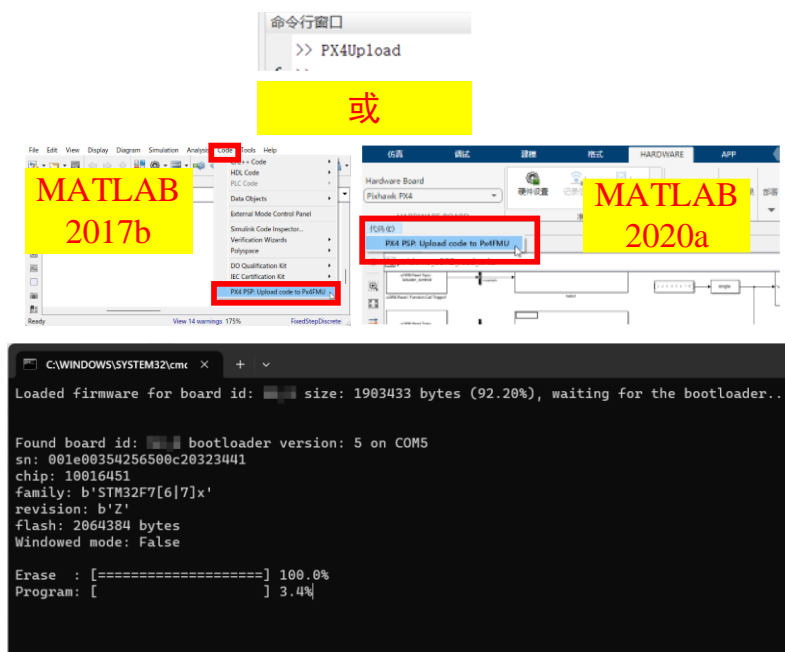 命令行窗口
>> PX4Upload
或
File Edit View Display Diagram Simulation Analysis Code Tools Help
C/C++ Code
HDL Code
PLC Code
Data Objects
External Mode Control Panel
Simulink Code Inspector...
Verification Wizards
Polyspace
DO Qualification Kit
IEC Certification Kit
PX4 PSP: Upload code to Px4FMU
MATLAB
2017b
Ready View 14 warnings 175% FixedStepDiscrete
仿真 调试 建模 格式 HARDWARE APP
Hardware Board
Pixhawk PX4
硬件设置
代码(C)
PX4 PSP: Upload code to Px4FMU
MATLAB
2020a
single
C:\WINDOWS\SYSTEM32\cmc
Loaded firmware for board id: size: 1903433 bytes (92.20%), waiting for the bootloader..
Found board id: bootloader version: 5 on COM5
sn: 001e00354256500c20323441
chip: 10016451
family: b'STM32F7[6|7]x'
revision: b'Z'
flash: 2064384 bytes
Windowed mode: False
Erase : [====================] 100.0%
Program: [ ] 3.4%